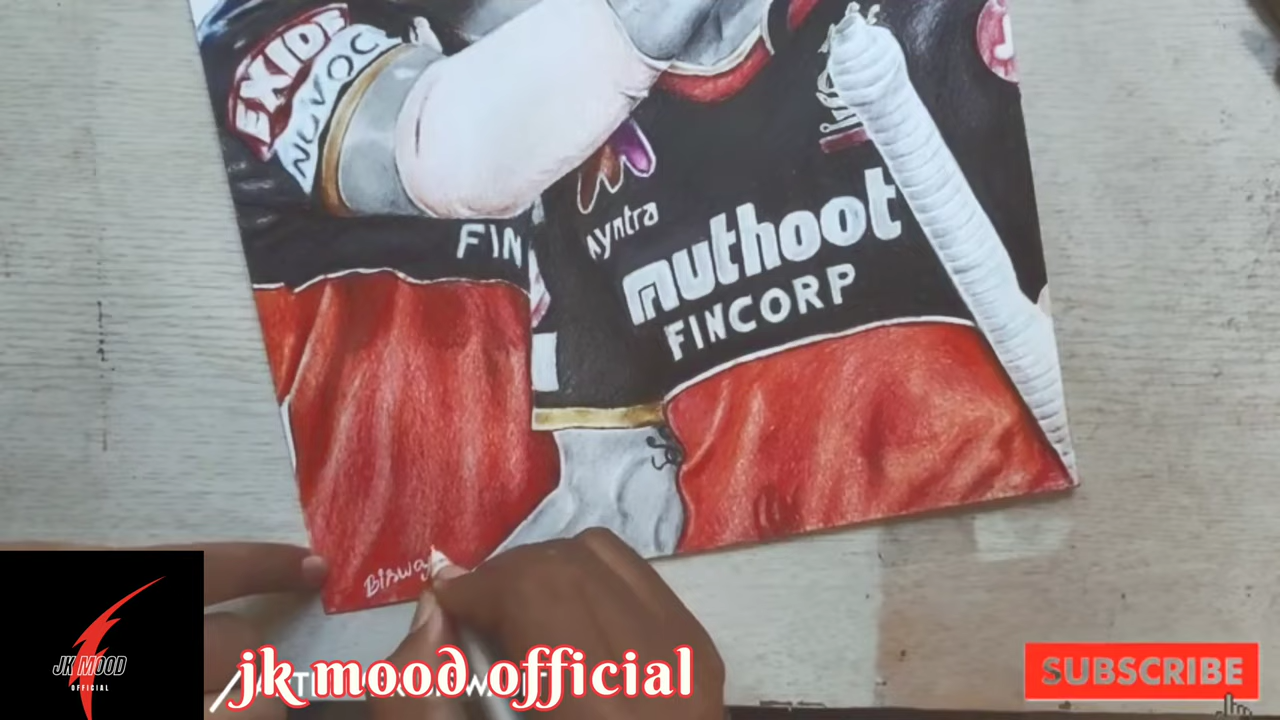 EXIDE
NUVOCO
FIN
myntra
muthoot
FINCORP
JK MOOD
OFFICIAL
jk mood official
SUBSCRIBE